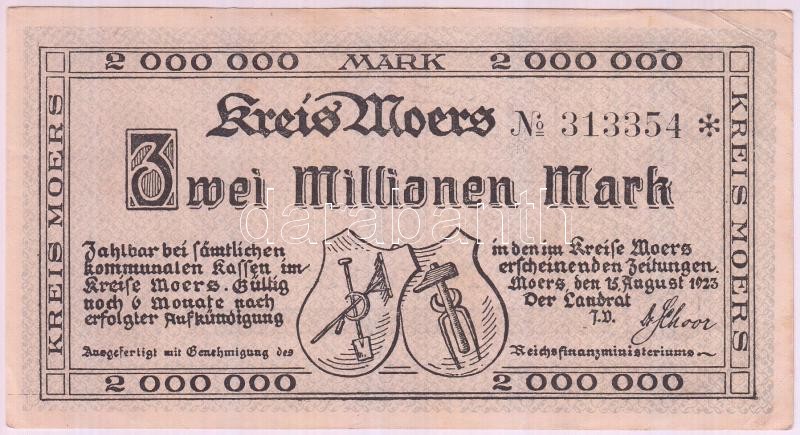 2 000 000 MARK 2 000 000
KREIS MOERS
KREIS MOERS
Kreis Moers № 313354 *
Zwei Millionen Mark
darabanth
Zahlbar bei sämtlichen
kommunalen Kassen im
Kreise Moers. Gültig
noch 6 Monate nach
erfolgter Aufkündigung
in den im Kreise Moers
erscheinenden Zeitungen.
Moers, den 15. August 1923
Der Landrat
J.V.
Ausgefertigt mit Genehmigung des Reichsfinanzministeriums
2 000 000 2 000 000